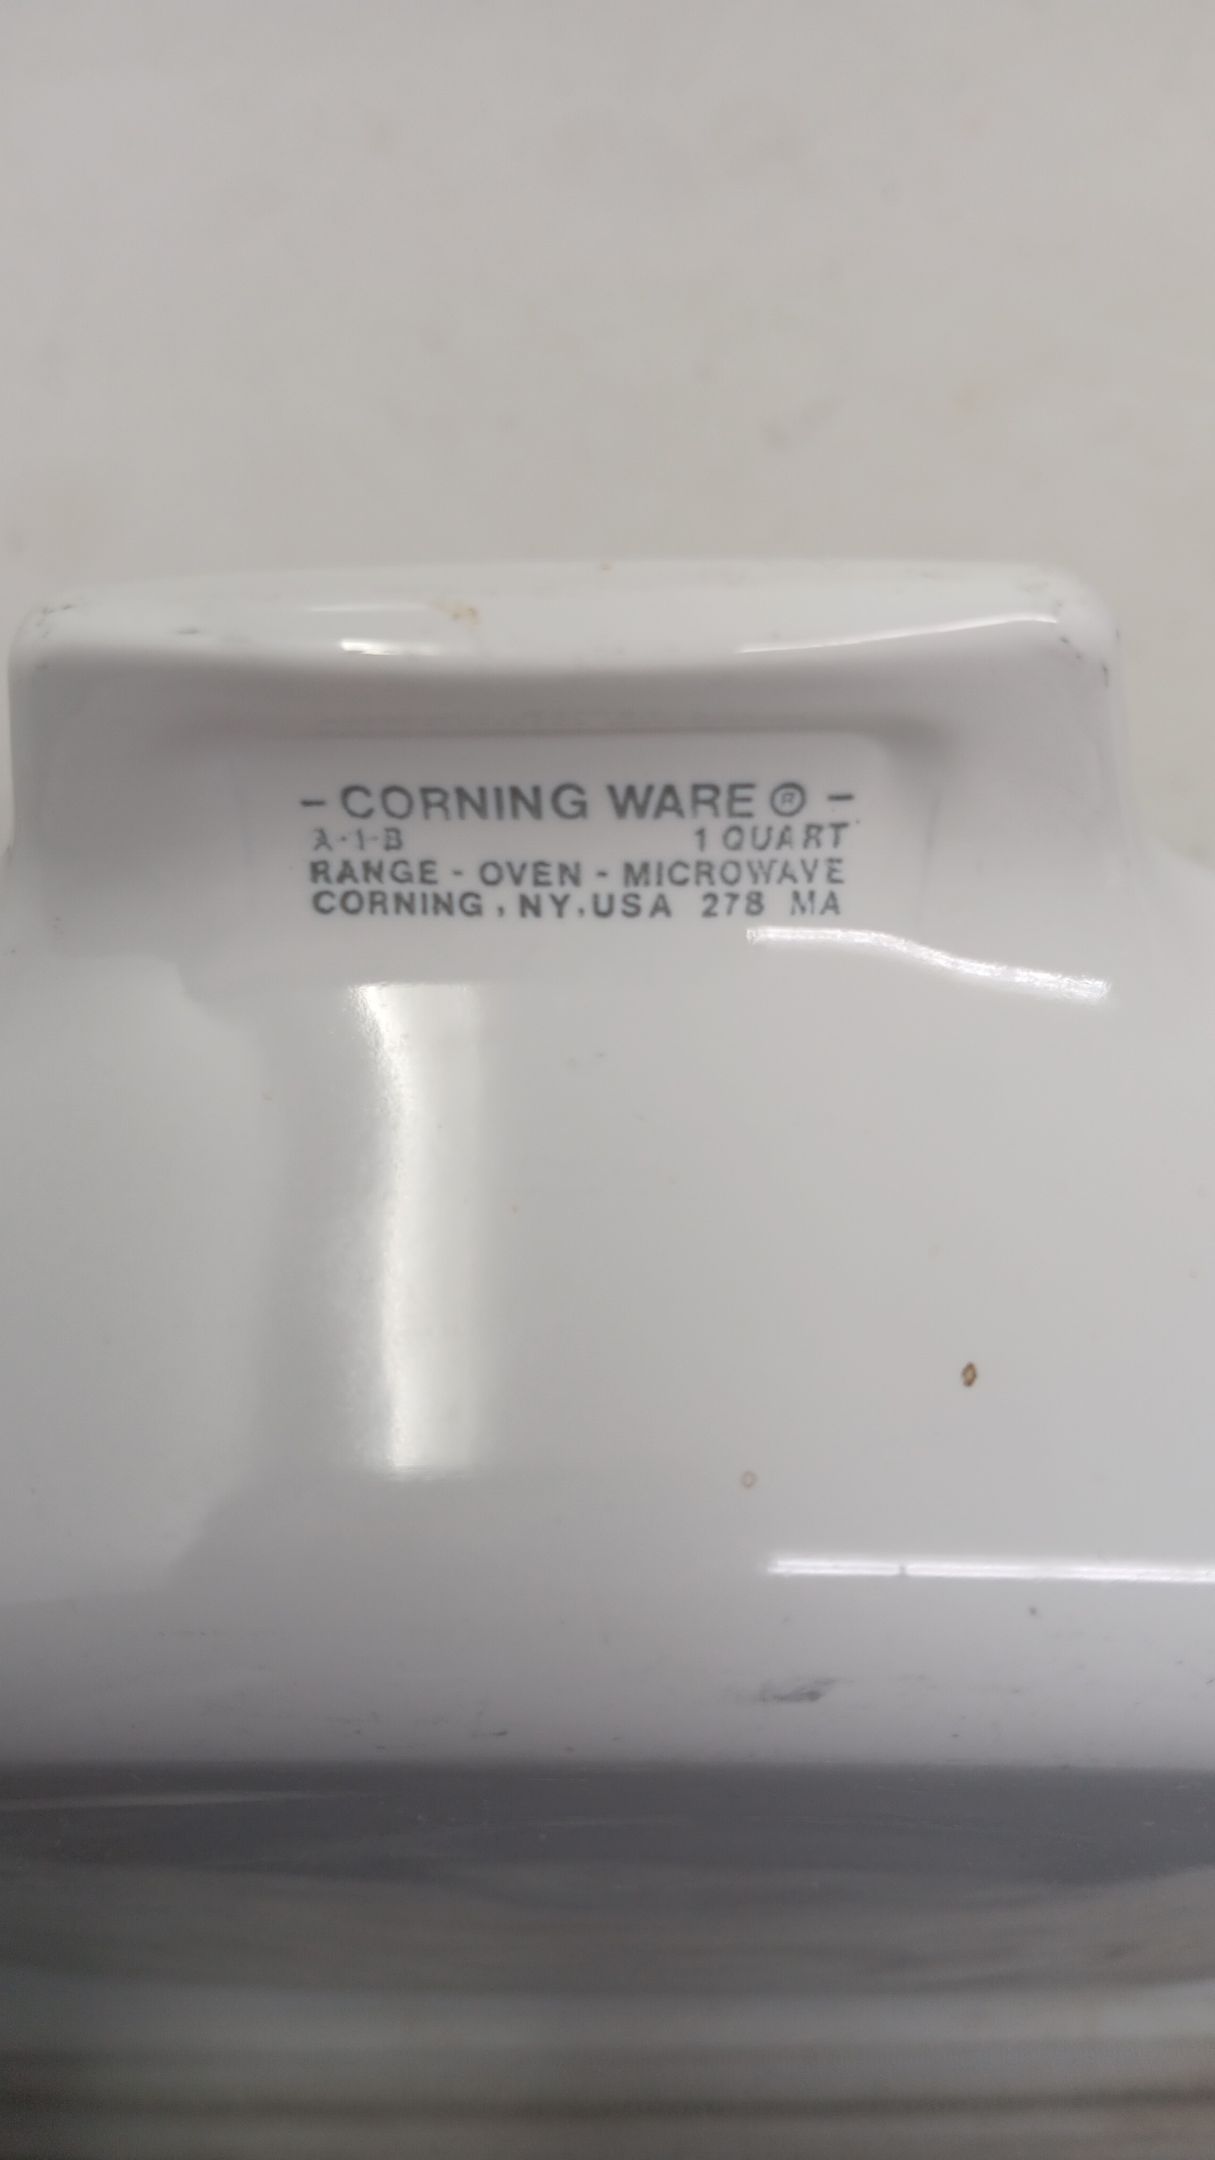 - CORNING WARE ® -
A-1-B 1 QUART
RANGE - OVEN - MICROWAVE
CORNING, NY, USA 278 MA